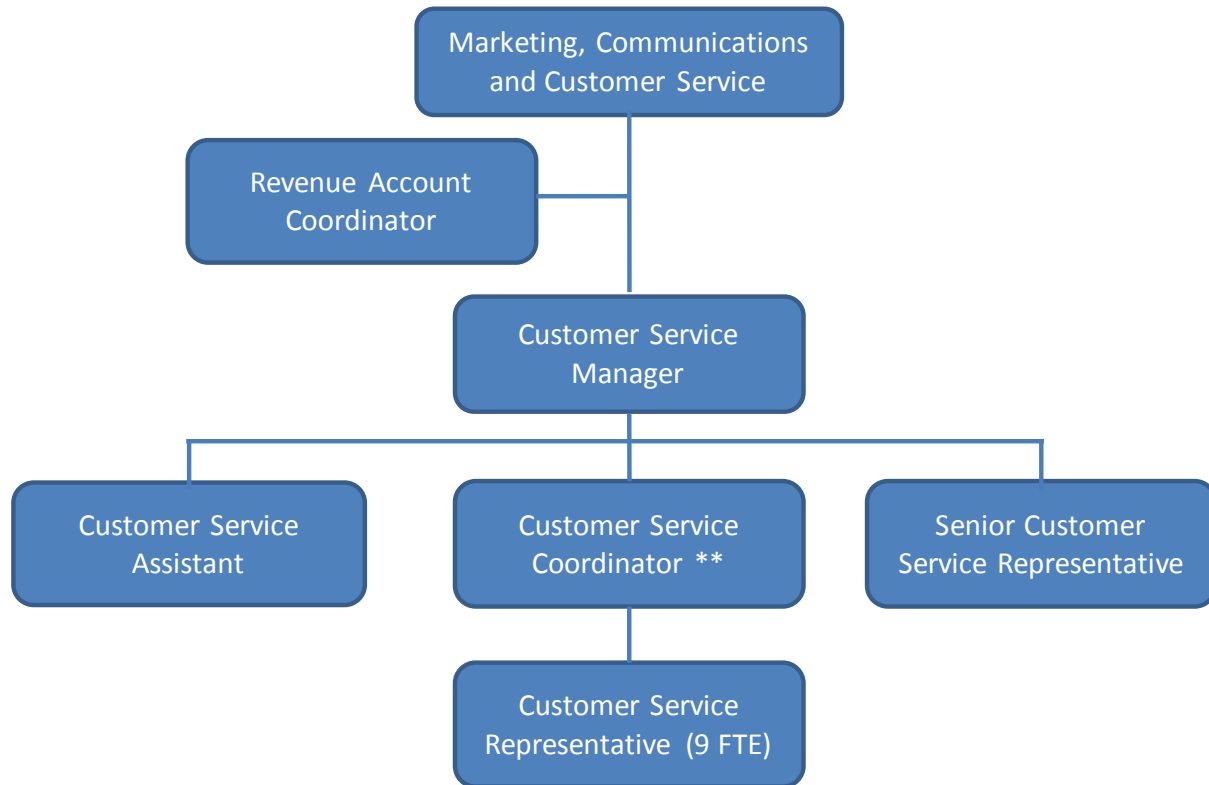 Marketing, Communications
and Customer Service
Revenue Account
Coordinator
Customer Service
Manager
Customer Service
Assistant
Customer Service
Coordinator **
Senior Customer
Service Representative
Customer Service
Representative (9 FTE)